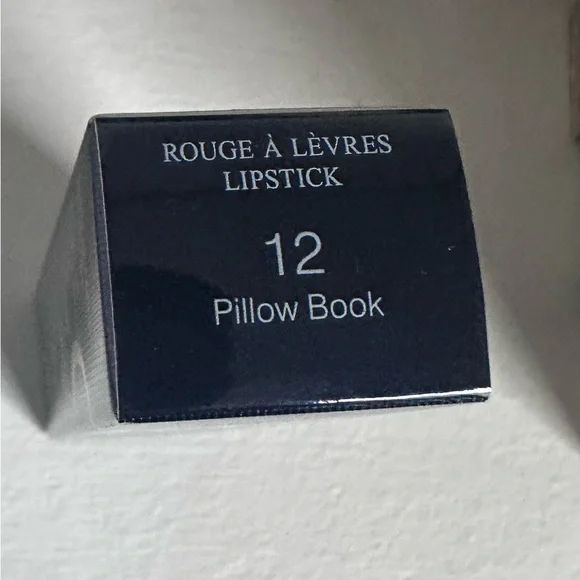 ROUGE À LÈVRES
LIPSTICK
12
Pillow Book